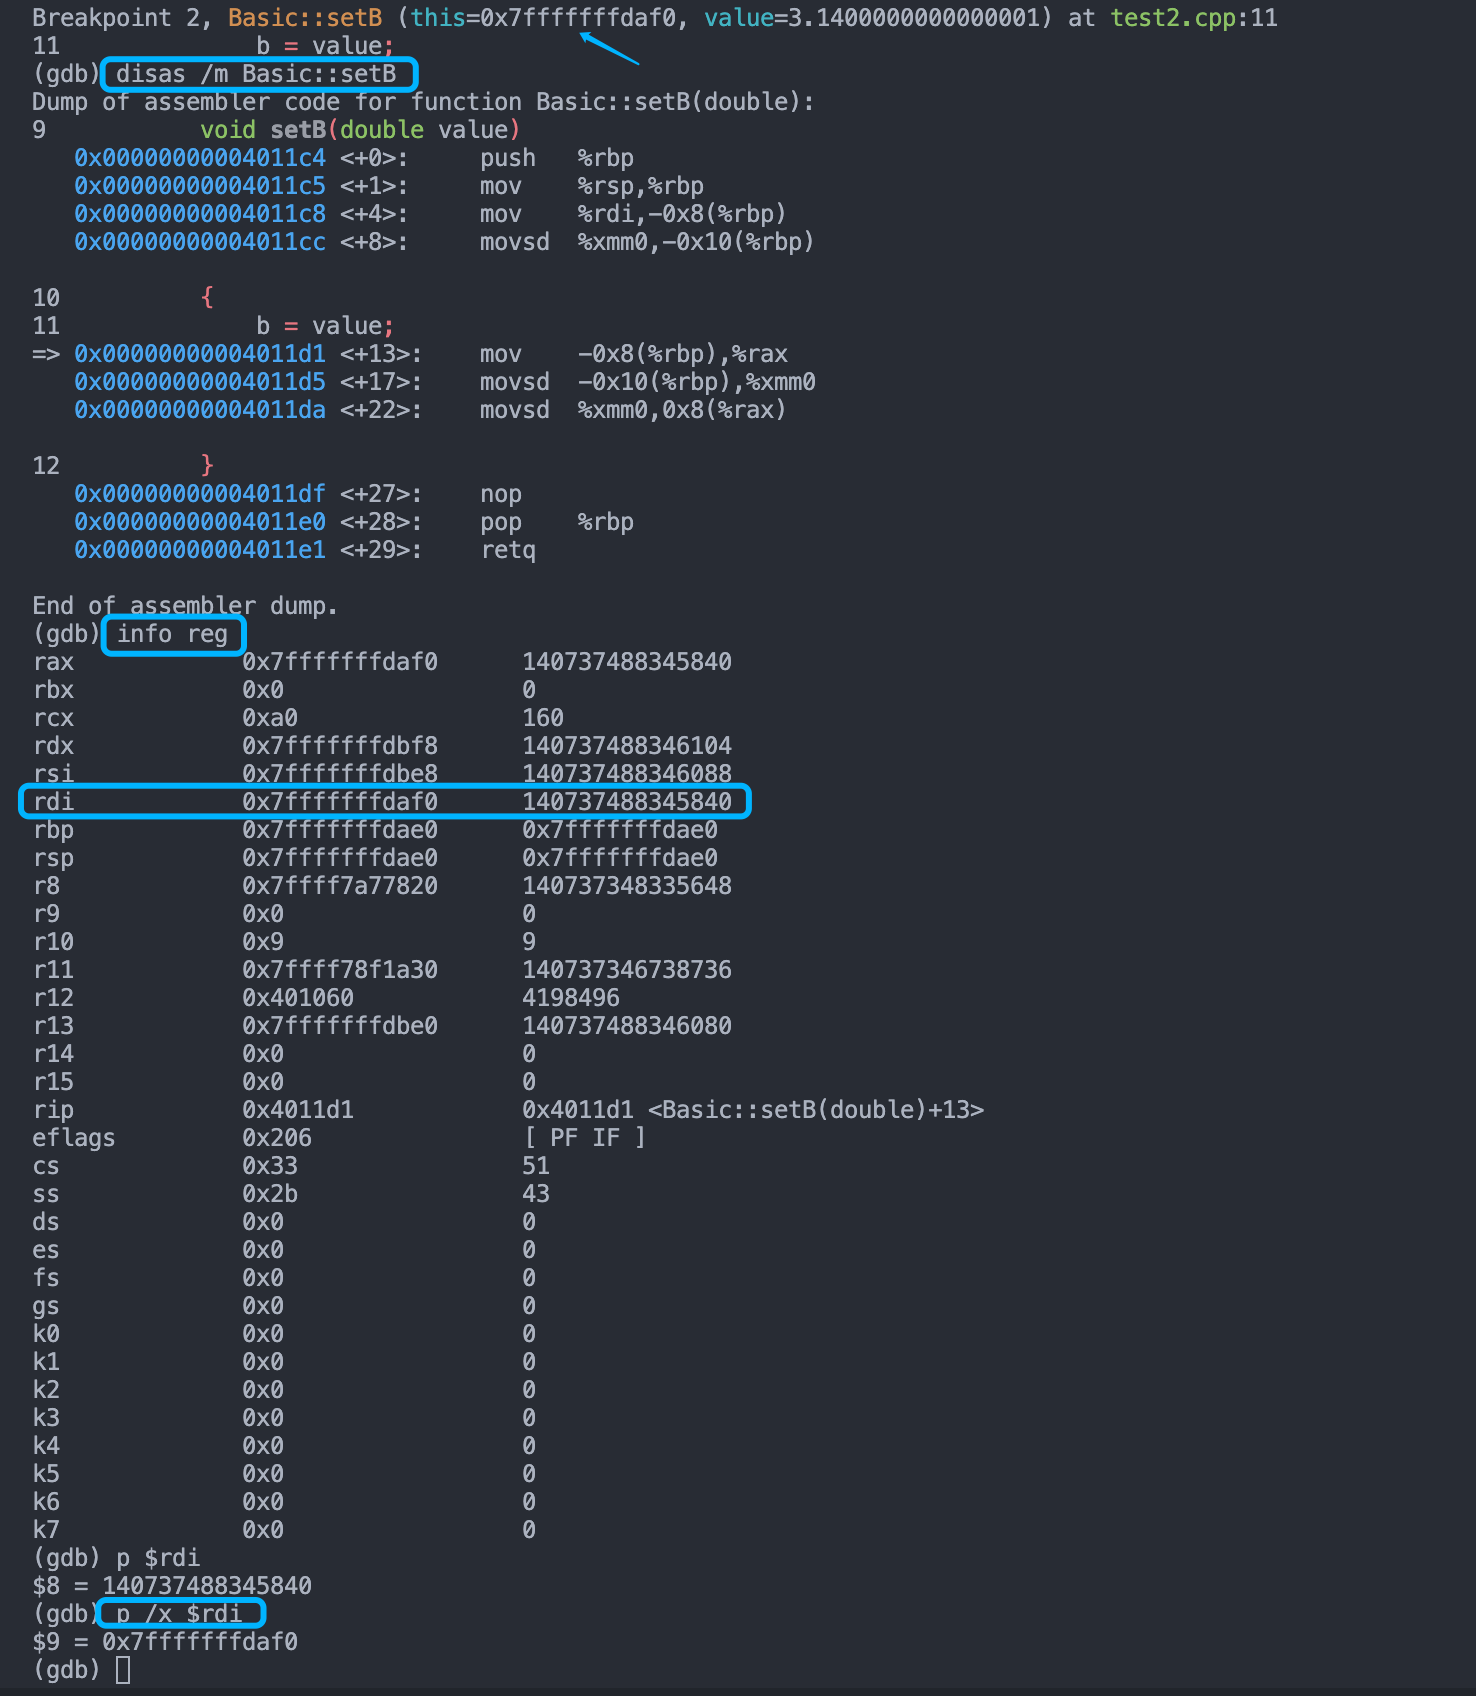 Breakpoint 2, Basic::setB (this=0x7fffffffdaf0, value=3.1400000000000001) at test2.cpp:11
11              b = value;
(gdb) disas /m Basic::setB
Dump of assembler code for function Basic::setB(double):
9           void setB(double value)
   0x00000000004011c4 <+0>:     push   %rbp
   0x00000000004011c5 <+1>:     mov    %rsp,%rbp
   0x00000000004011c8 <+4>:     mov    %rdi,-0x8(%rbp)
   0x00000000004011cc <+8>:     movsd  %xmm0,-0x10(%rbp)
10          {
11              b = value;
=> 0x00000000004011d1 <+13>:    mov    -0x8(%rbp),%rax
   0x00000000004011d5 <+17>:    movsd  -0x10(%rbp),%xmm0
   0x00000000004011da <+22>:    movsd  %xmm0,0x8(%rax)
12          }
   0x00000000004011df <+27>:    nop
   0x00000000004011e0 <+28>:    pop    %rbp
   0x00000000004011e1 <+29>:    retq
End of assembler dump.
(gdb) info reg
rax            0x7fffffffdaf0      140737488345840
rbx            0x0                 0
rcx            0xa0                160
rdx            0x7fffffffdbf8      140737488346104
rsi            0x7fffffffdbe8      140737488346088
rdi            0x7fffffffdaf0      140737488345840
rbp            0x7fffffffdae0      0x7fffffffdae0
rsp            0x7fffffffdae0      0x7fffffffdae0
r8             0x7ffff7a77820      140737348335648
r9             0x0                 0
r10            0x9                 9
r11            0x7ffff78f1a30      140737346738736
r12            0x401060            4198496
r13            0x7fffffffdbe0      140737488346080
r14            0x0                 0
r15            0x0                 0
rip            0x4011d1            0x4011d1 <Basic::setB(double)+13>
eflags         0x206               [ PF IF ]
cs             0x33                51
ss             0x2b                43
ds             0x0                 0
es             0x0                 0
fs             0x0                 0
gs             0x0                 0
k0             0x0                 0
k1             0x0                 0
k2             0x0                 0
k3             0x0                 0
k4             0x0                 0
k5             0x0                 0
k6             0x0                 0
k7             0x0                 0
(gdb) p $rdi
$8 = 140737488345840
(gdb) p /x $rdi
$9 = 0x7fffffffdaf0
(gdb)